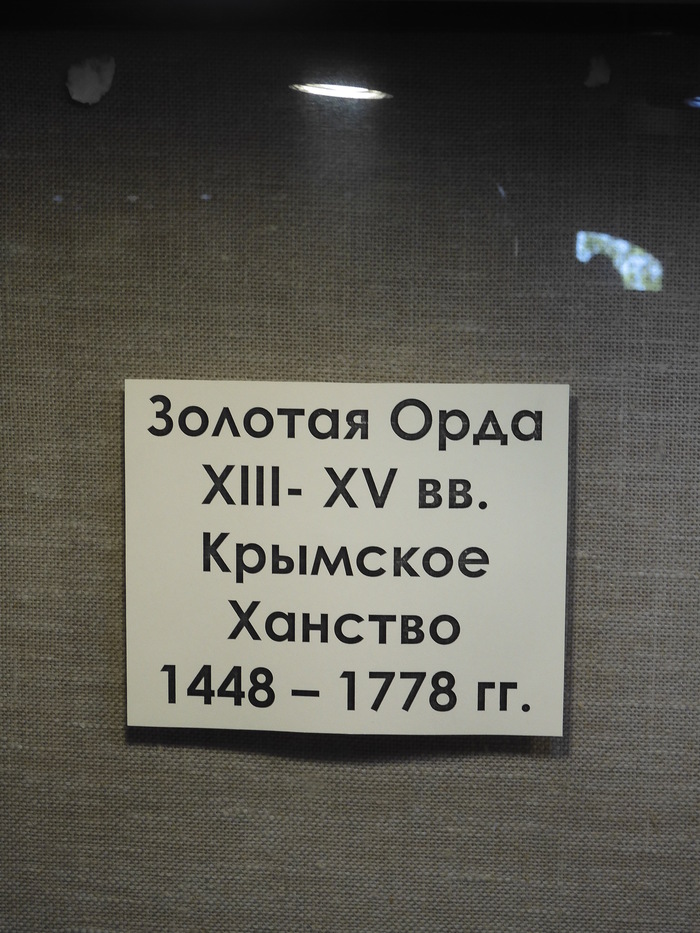 Золотая Орда
XIII- XV вв.
Крымское
Ханство
1448 – 1778 гг.